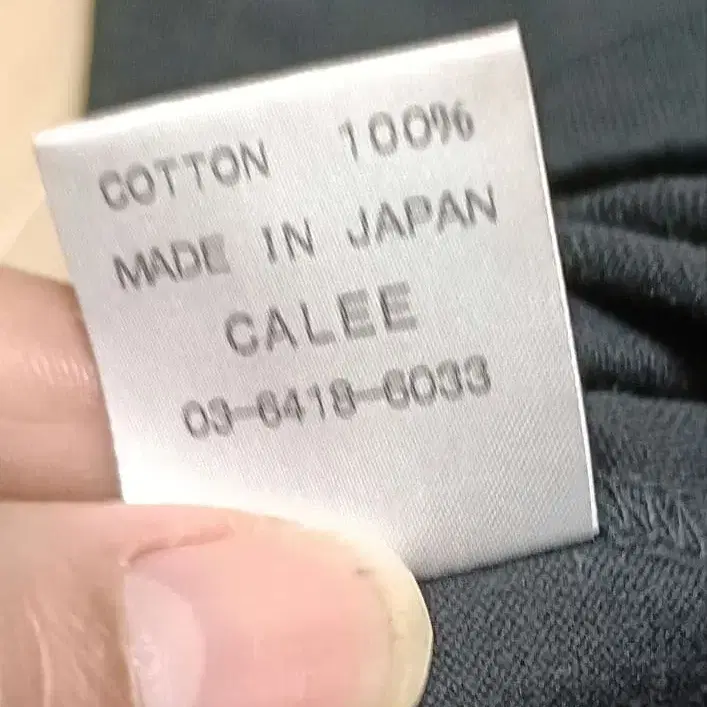 COTTON 100%
MADE IN JAPAN
CALEE
03-6418-6033